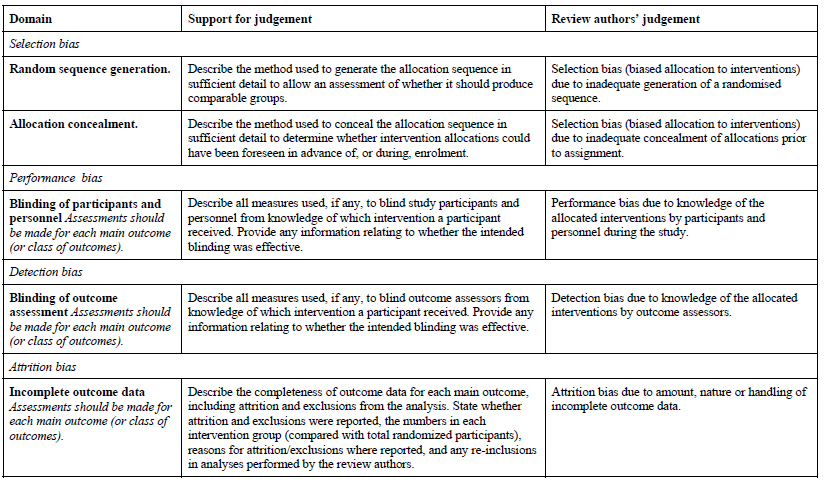 Domain
Support for judgement
Review authors' judgement
Selection bias
Random sequence generation.
Describe the method used to generate the allocation sequence in
sufficient detail to allow an assessment of whether it should produce
comparable groups.
Selection bias (biased allocation to interventions)
due to inadequate generation of a randomised
sequence.
Allocation concealment.
Describe the method used to conceal the allocation sequence in
sufficient detail to determine whether intervention allocations could
have been foreseen in advance of, or during, enrolment.
Selection bias (biased allocation to interventions)
due to inadequate concealment of allocations prior
to assignment.
Performance bias
Blinding of participants and
personnel Assessments should
be made for each main outcome
(or class of outcomes).
Describe all measures used, if any, to blind study participants and
personnel from knowledge of which intervention a participant
received. Provide any information relating to whether the intended
blinding was effective.
Performance bias due to knowledge of the
allocated interventions by participants and
personnel during the study.
Detection bias
Blinding of outcome
assessment Assessments should
be made for each main outcome
(or class of outcomes).
Describe all measures used, if any, to blind outcome assessors from
knowledge of which intervention a participant received. Provide any
information relating to whether the intended blinding was effective.
Detection bias due to knowledge of the allocated
interventions by outcome assessors.
Attrition bias
Incomplete outcome data
Assessments should be made for
each main outcome (or class of
outcomes).
Describe the completeness of outcome data for each main outcome,
including attrition and exclusions from the analysis. State whether
attrition and exclusions were reported, the numbers in each
intervention group (compared with total randomized participants),
reasons for attrition/exclusions where reported, and any re-inclusions
in analyses performed by the review authors.
Attrition bias due to amount, nature or handling of
incomplete outcome data.